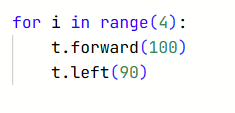 for i in range(4):
    t.forward(100)
    t.left(90)